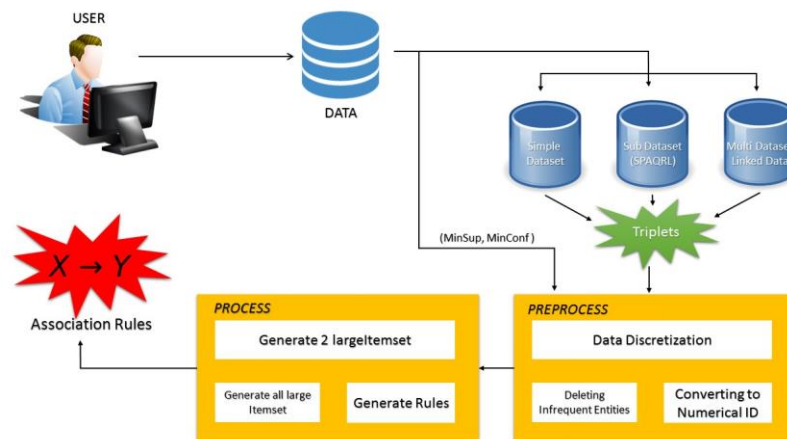 USER
DATA
Simple
Dataset
Sub Dataset
(SPAQRL)
Multi Dataset
Linked Data
Triplets
(MinSup, MinConf )
X → Y
Association Rules
PROCESS
Generate 2 largeItemset
Generate all large
Itemset
Generate Rules
PREPROCESS
Data Discretization
Deleting
Infrequent Entities
Converting to
Numerical ID